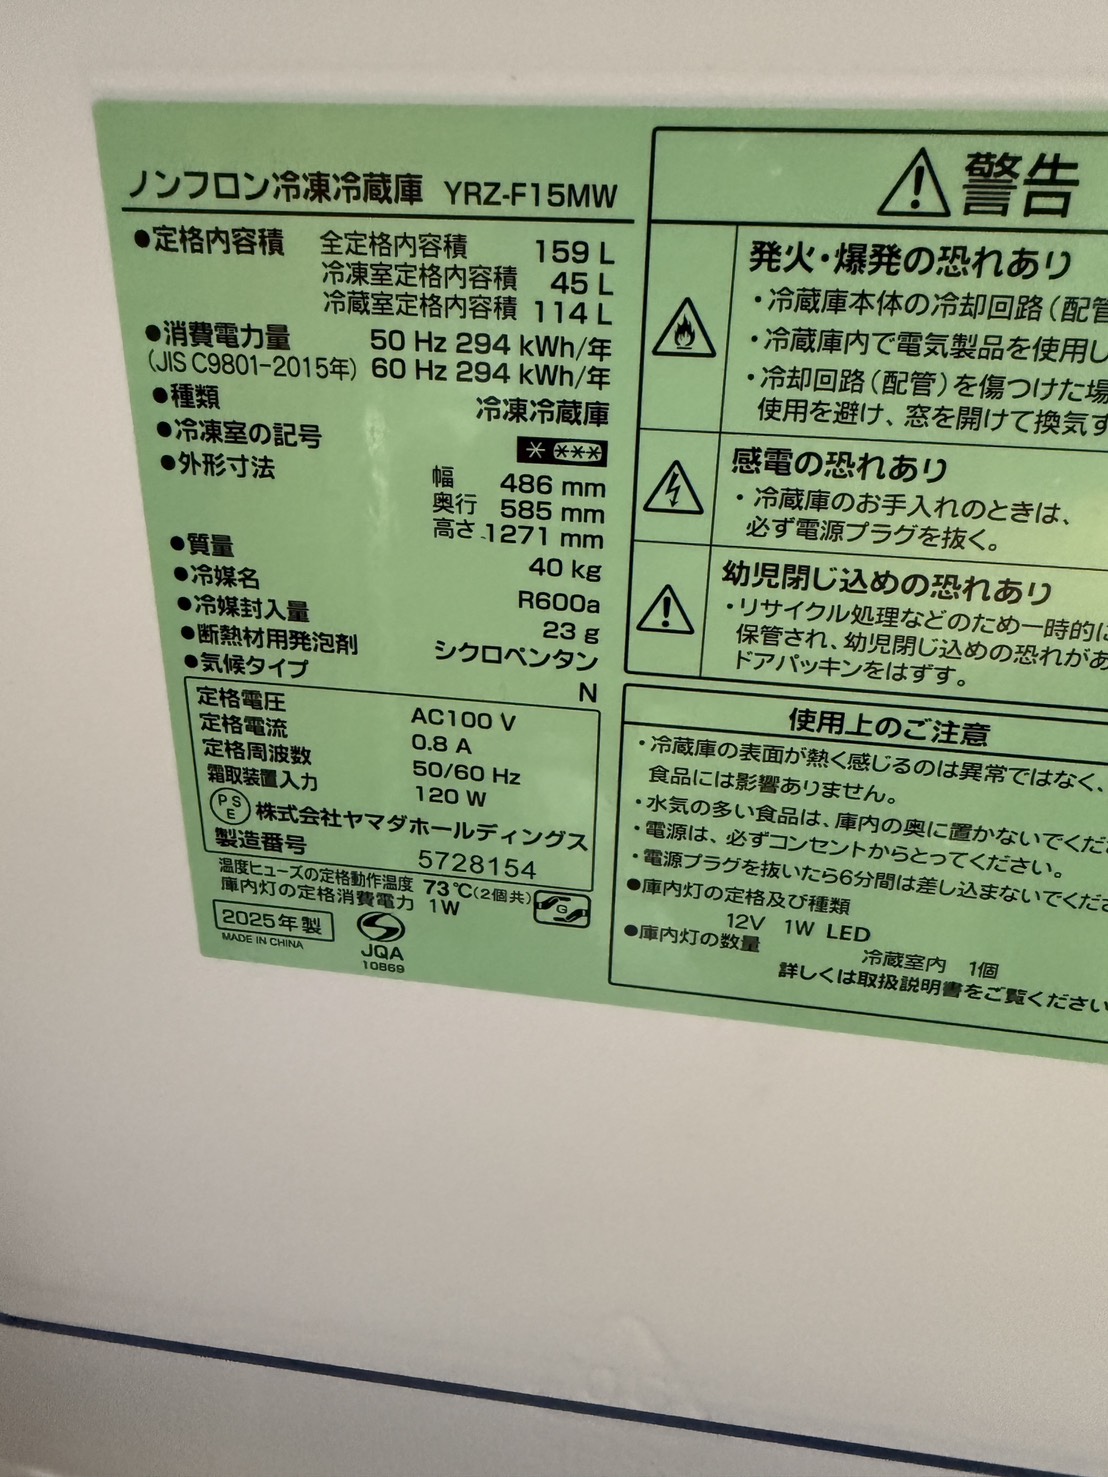 ノンフロン冷凍冷蔵庫 YRZ-F15MW
●定格内容積 全定格内容積 159 L
冷凍室定格内容積 45 L
冷蔵室定格内容積 114 L
●消費電力量 50 Hz 294 kWh/年
(JIS C9801-2015年) 60 Hz 294 kWh/年
●種類 冷凍冷蔵庫
●冷凍室の記号
●外形寸法 幅 486 mm
奥行 585 mm
高さ 1271 mm
●質量 40 kg
●冷媒名 R600a
●冷媒封入量 23 g
●断熱材用発泡剤 シクロペンタン
●気候タイプ N
定格電圧 AC100 V
定格電流 0.8 A
定格周波数 50/60 Hz
霜取装置入力 120 W
PSE 株式会社ヤマダホールディングス
製造番号 5728154
温度ヒューズの定格動作温度 73℃(2個共)
庫内灯の定格消費電力 1W
G
2025年製
MADE IN CHINA
JQA
10869
警告
発火・爆発の恐れあり
・冷蔵庫本体の冷却回路(配管
・冷蔵庫内で電気製品を使用し
・冷却回路(配管)を傷つけた場
使用を避け、窓を開けて換気す
感電の恐れあり
・冷蔵庫のお手入れのときは、
必ず電源プラグを抜く。
幼児閉じ込めの恐れあり
・リサイクル処理などのため一時的に
保管され、幼児閉じ込めの恐れがあ
ドアパッキンをはずす。
使用上のご注意
・冷蔵庫の表面が熱く感じるのは異常ではなく、
食品には影響ありません。
・水気の多い食品は、庫内の奥に置かないでくだ
・電源は、必ずコンセントからとってください。
・電源プラグを抜いたら6分間は差し込まないでくださ
●庫内灯の定格及び種類
12V 1W LED
●庫内灯の数量
冷蔵室内 1個
詳しくは取扱説明書をご覧ください